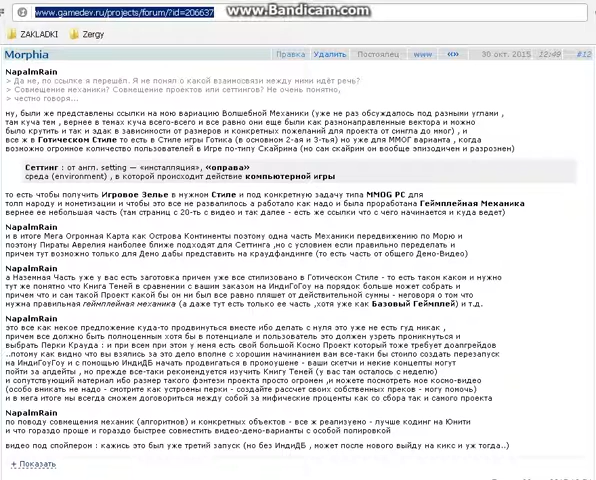 www.gamedev.ru/projects/forum/?id=206637
www.Bandicam.com
ZAKLADKI Zergy
Morphia Правка Удалить Постоялец www «»» 30 окт. 2015 12:49 #12
NapalmRain
> Да не, по ссылке я перешёл. Я не понял о какой взаимосвязи между ними идёт речь?
> Совмещение механики? Совмещение проектов или сеттингов? Не очень понятно,
> честно говоря...
ну, были же представлены ссылки на мою вариацию Волшебной Механики (уже не раз обсуждалось под разными углами ,
там куча тем , вернее в темах куча всего-всего и все равно они еще были как разнонаправленные вектора и можно
было крутить и так и эдак в зависимости от размеров и конкретных пожеланий для проекта от сингла до мног) , и
все ж в Готическом Стиле то есть в Стиле игры Готика (в основном 2-ая и 3-тья) но уже для ММОГ варианта , когда
возможно огромное количество пользователей в Игре по-типу Скайрима (но сам скайрим он вообще эпизодичен и разрознен)
Сеттинг : от англ. setting — «инсталляция», «оправа»
среда (environment) , в которой происходит действие компьютерной игры
то есть чтобы получить Игровое Зелье в нужном Стиле и под конкретную задачу типа MMOG PC для
толп народу и монетизации и чтобы это все не развалилось а работало как надо и была проработана Геймплейная Механика
вернее ее небольшая часть (там страниц с 20-ть с видео и так далее - есть же ссылки что с чего начинается и куда ведет)
NapalmRain
и в итоге Мега Огромная Карта как Острова Континенты поэтому одна часть Механики передвижению по Морю и
поэтому Пираты Аврелия наиболее ближе подходят для Сеттинга ,но с условием если правильно переделать и
причем тут возможно только для Демо дабы представить на краудфандинге (то есть часть от общего Демо-Видео)
NapalmRain
а Наземная Часть уже у вас есть заготовка причем уже все стилизовано в Готическом Стиле - то есть такой каков и нужно
тут же понятно что Книга Теней в сравнении с вашим заказом на ИндиГоГоу на порядок больше может собрать и
причем что и сам такой Проект какой бы он ни был все равно пляшет от действительной суммы - неговоря о том что
нужна правильная геймплейная механика (а даже тут есть только ее часть ,хотя уже как Базовый Геймплей) и т.д.
NapalmRain
это все как некое предложение куда-то продвинуться вместе ибо делать с нуля это уже не есть гуд никак ,
причем все должно быть полноценных хотя бы в потенциале и пользователь это должен узреть проникнуться и
выбрать Перки Крауда : и при всем при этом у меня есть свой большой Космо Проект который тоже требует доапгрейдов
..потому как видно что вы взялись за это дело вполне с хорошим начинанием вам все-таки бы стоило создать перезапуск
на ИндиГоуГоу и с помощью ИндиДБ начать продвигаться в промоушене - ваши скетчи и некие концепты могут
пойти за апдейты , но прежде все-таки рекомендуется изучить Книгу Теней (у вас там осталось с неделю)
и сопутствующий материал ибо размер такого фэнтези проекта просто огромен ,и можете посмотреть мое космо-видео
(особо вникать не надо - смотрите как устроены перки - создайте рассчет своих собственных преков - могу помочь)
и в мега итоге мы всегда сможем договориться между собой за мифические проценты как со сбора так и самого проекта
NapalmRain
по поводу совмещения механик (алгоритмов) и конкретных объектов - все ж реализуемо - лучше кодинг на Юнити
и что гораздо проще и гораздо быстрее совместить видео-дено-варианты с особой полировкой
видео под спойлером : кажись это был уже третий запуск (но без ИндиДБ , может после нового выйду на кикс и уж тогда..)
+ Показать